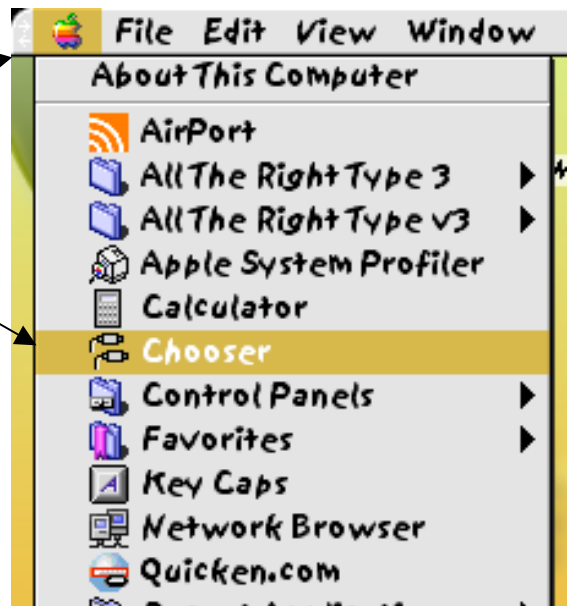 File Edit View Window
About This Computer
AirPort
All The Right Type 3
All The Right Type v3
Apple System Profiler
Calculator
Chooser
Control Panels
Favorites
Key Caps
Network Browser
Quicken.com